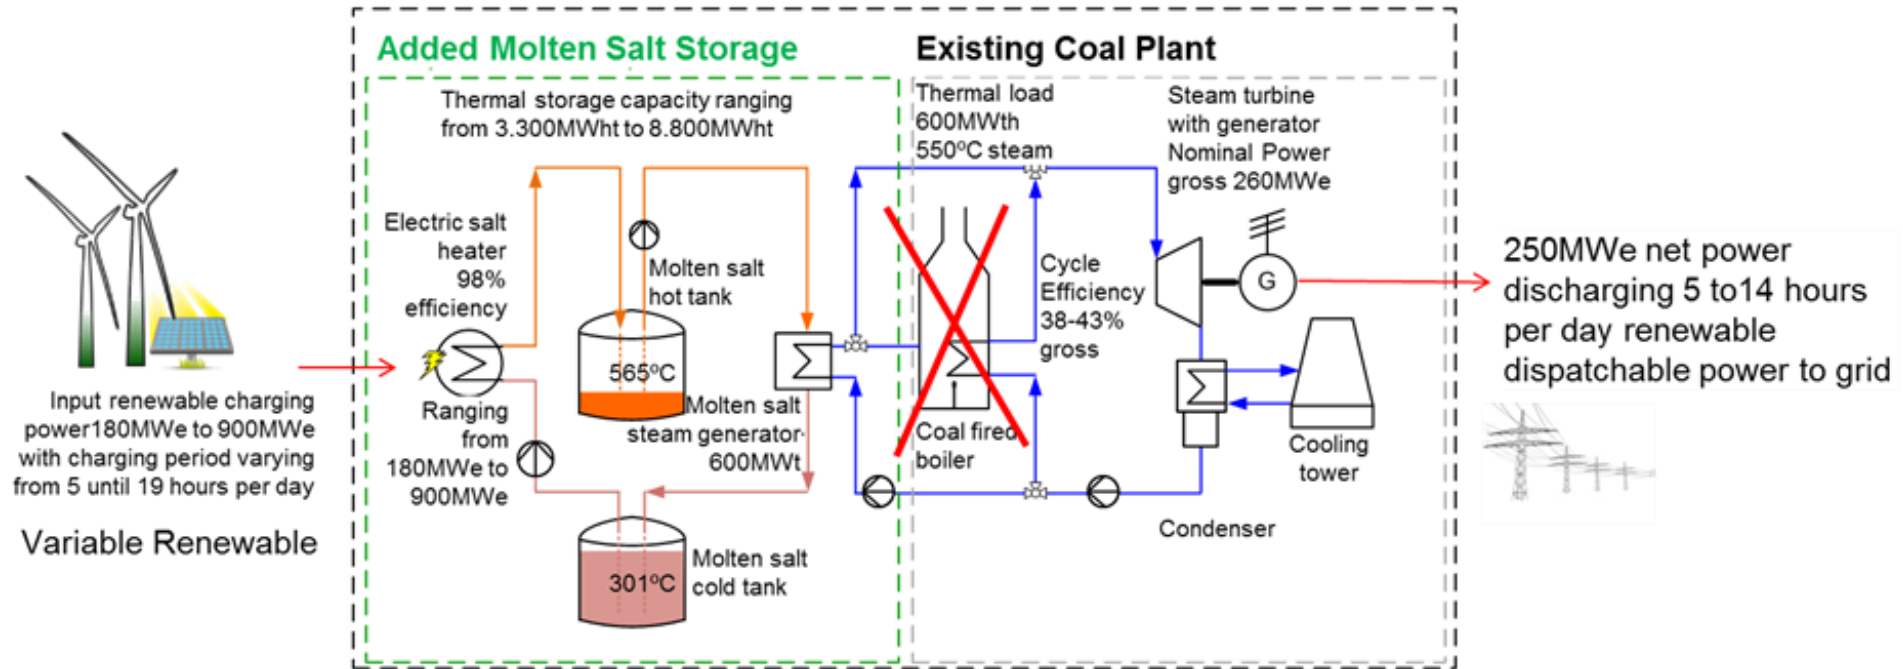 Added Molten Salt Storage
Existing Coal Plant
Thermal storage capacity ranging
from 3.300MWht to 8.800MWht
Thermal load
600MWth
550ºC steam
Steam turbine
with generator
Nominal Power
gross 260MWe
Electric salt
heater
98%
efficiency
Molten salt
hot tank
565ºC
Cycle
Efficiency
38-43%
gross
G
250MWe net power
discharging 5 to14 hours
per day renewable
dispatchable power to grid
Input renewable charging
power180MWe to 900MWe
with charging period varying
from 5 until 19 hours per day
Variable Renewable
Ranging
from
180MWe to
900MWe
Molten salt
steam generator
600MWt
Coal fired
boiler
Cooling
tower
Condenser
301ºC
Molten salt
cold tank